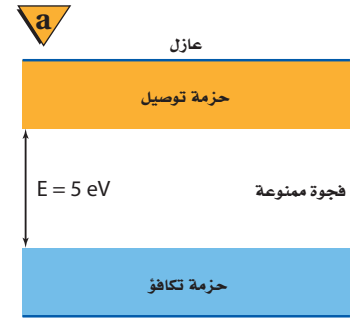 a
عازل
حزمة توصيل
فجوة ممنوعة
E = 5 eV
حزمة تكافؤ